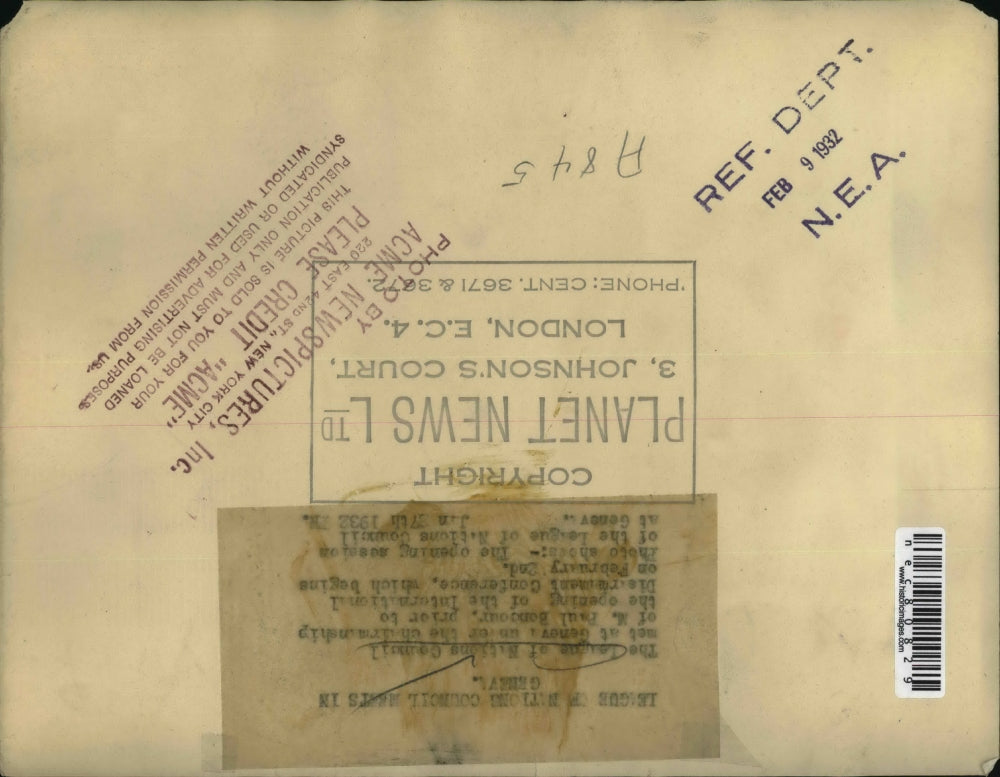 REF. DEPT.
FEB 9 1932
N. E. A.
A845
PHOTO BY
ACME NEWSPICTURES, Inc.
220 EAST 42ND ST., NEW YORK CITY
PLEASE CREDIT "ACME"
THIS PICTURE IS SOLD TO YOU FOR YOUR
PUBLICATION ONLY AND MUST NOT BE LOANED
SYNDICATED OR USED FOR ADVERTISING PURPOSES
WITHOUT WRITTEN PERMISSION FROM US.
COPYRIGHT
PLANET NEWS LTD
3, JOHNSON'S COURT,
LONDON, E.C. 4.
'PHONE: CENT. 3671 & 3672.
LEAGUE OF NATIONS COUNCIL MEETS IN
GENEVA.
The League of Nations Council
met at Geneva under the chairmanship
of M. Paul Boncour, prior to
the opening of the International
Disarmament Conference, which begins
on February 2nd.
Photo shows:- The opening session
of the League of Nations Council
at Geneva. Jan 27th 1932
neC80829
www.historicimages.com